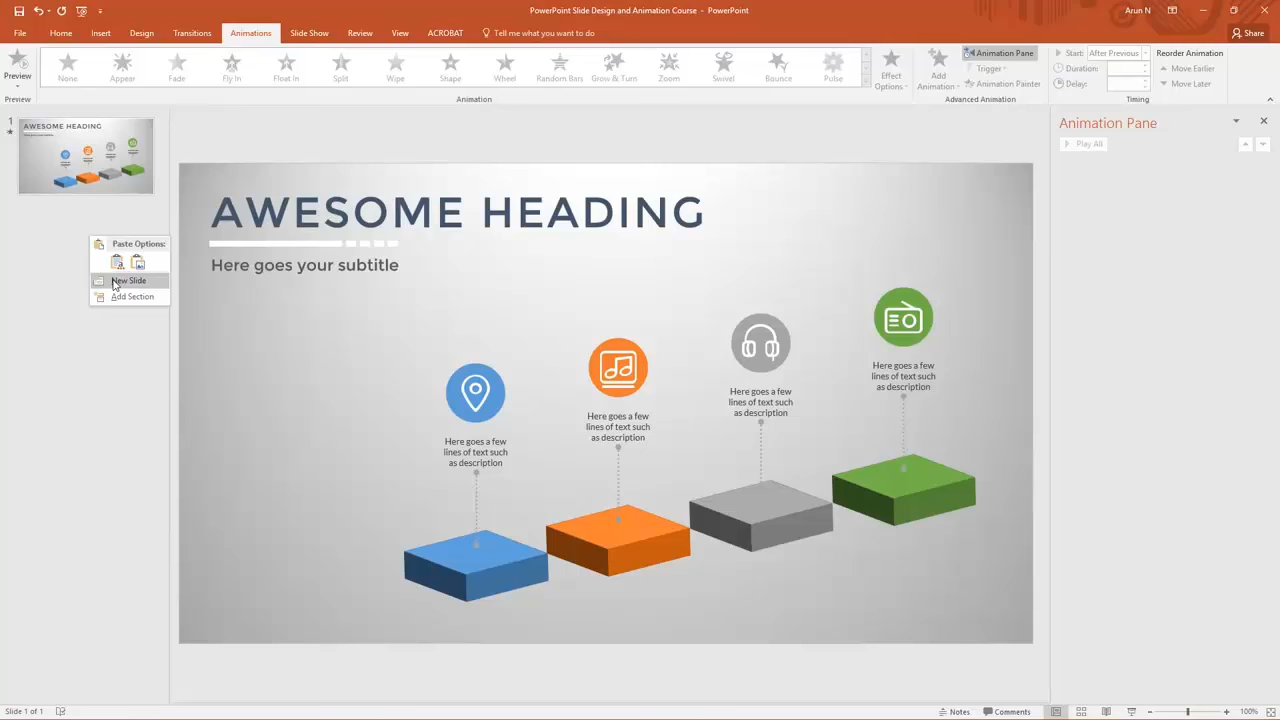 PowerPoint Slide Design and Animation Course - PowerPoint
Arun N
File Home Insert Design Transitions Animations Slide Show Review View ACROBAT Tell me what you want to do
Share
Preview
None Appear Fade Fly In Float In Split Wipe Shape Wheel Random Bars Grow & Turn Zoom Swivel Bounce Pulse
Effect
Options
Add
Animation
Animation Pane
Trigger
Animation Painter
Start: After Previous
Duration:
Delay:
Reorder Animation
Move Earlier
Move Later
Preview
Animation
Advanced Animation
Timing
1
AWESOME HEADING
Paste Options:
New Slide
Add Section
AWESOME HEADING
Here goes your subtitle
Here goes a few
lines of text such
as description
Here goes a few
lines of text such
as description
Here goes a few
lines of text such
as description
Here goes a few
lines of text such
as description
Animation Pane
Play All
Slide 1 of 1
Notes
Comments
100%